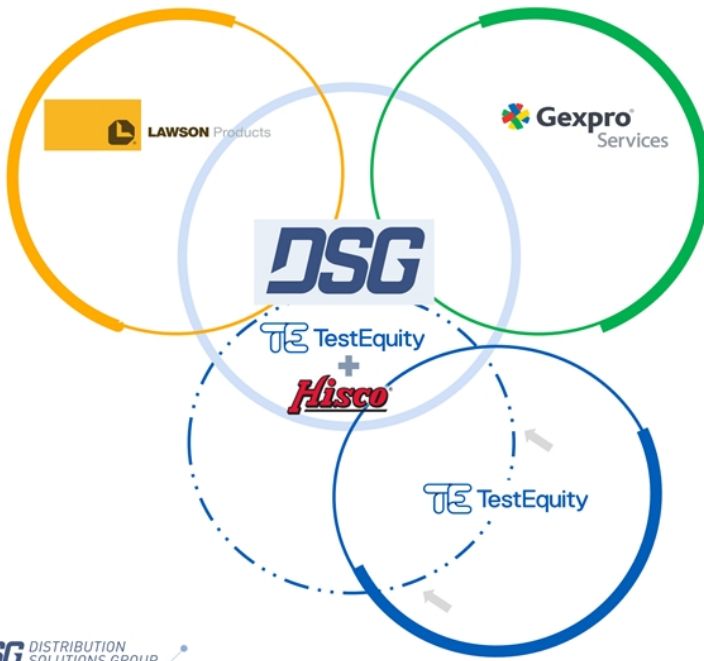 LAWSON Products
Gexpro
Services
DSG
TestEquity
+
Hisco
TestEquity
DISTRIBUTION
SOLUTIONS GROUP